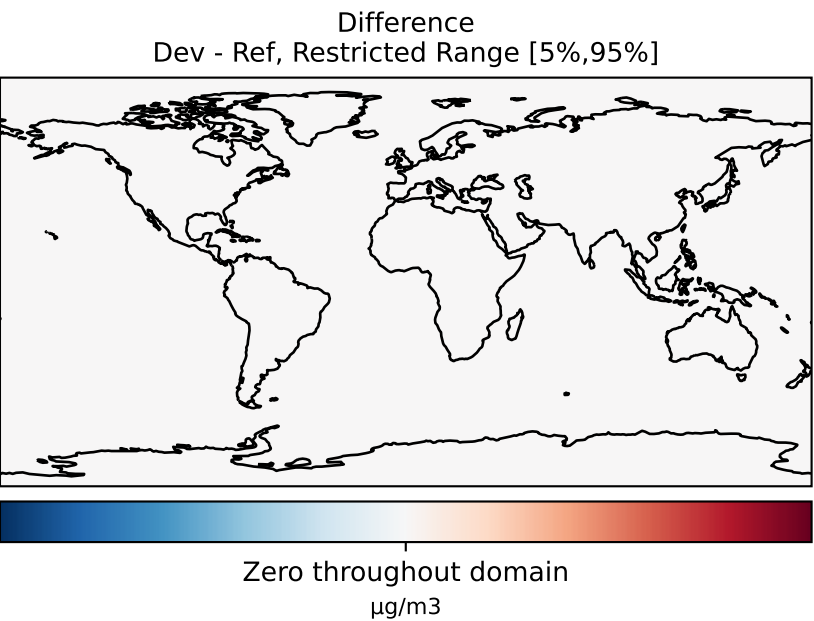 Difference
Dev - Ref, Restricted Range [5%,95%]
Zero throughout domain
μg/m3